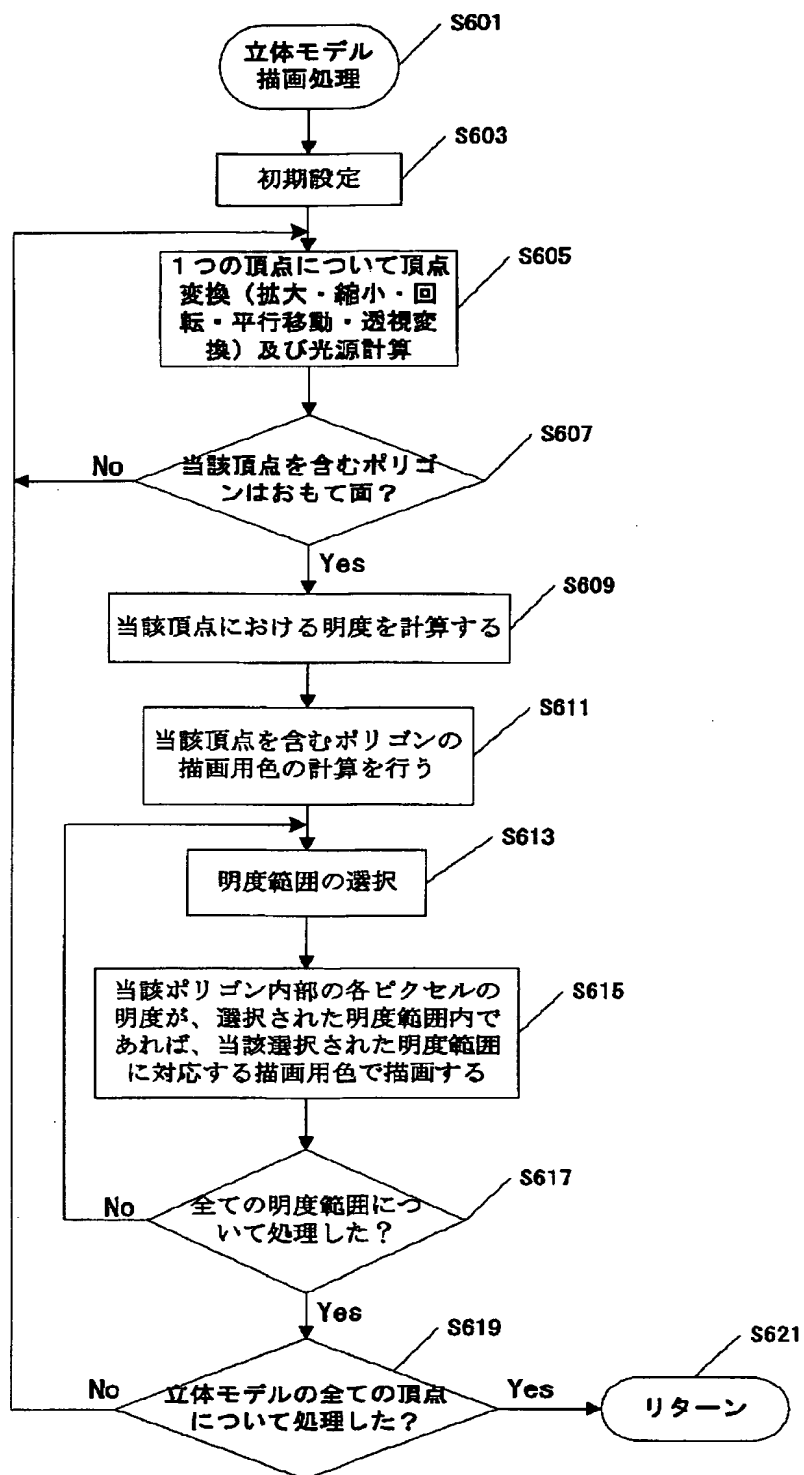 S601
立体モデル
描画処理
S603
初期設定
S605
1つの頂点について頂点
変換（拡大・縮小・回
転・平行移動・透視変
換）及び光源計算
S607
No
当該頂点を含むポリゴ
ンはおもて面？
Yes
S609
当該頂点における明度を計算する
S611
当該頂点を含むポリゴンの
描画用色の計算を行う
S613
明度範囲の選択
S615
当該ポリゴン内部の各ピクセルの
明度が、選択された明度範囲内で
あれば、当該選択された明度範囲
に対応する描画用色で描画する
S617
No
全ての明度範囲につ
いて処理した？
Yes
S619
S621
No
立体モデルの全ての頂点
について処理した？
Yes
リターン